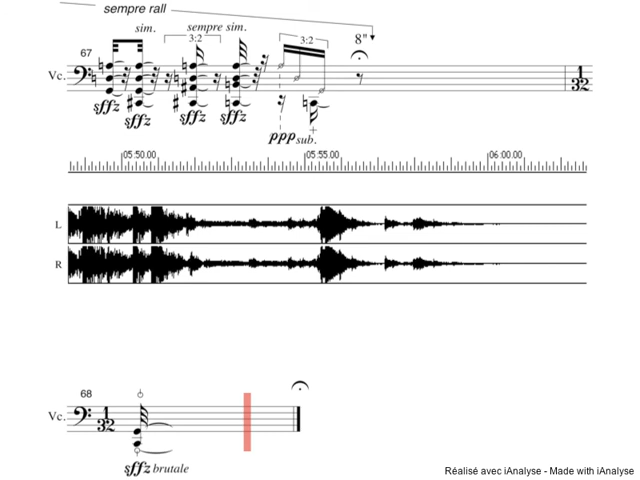 sempre rall
sim.
sempre sim.
3:2
3:2
8"
67
Vc.
1
32
sffz
sffz
sffz
sffz
ppp sub.
05:50.00
05:55.00
06:00.00
L
R
68
Vc.
1
32
sffz brutale
Réalisé avec iAnalyse - Made with iAnalyse